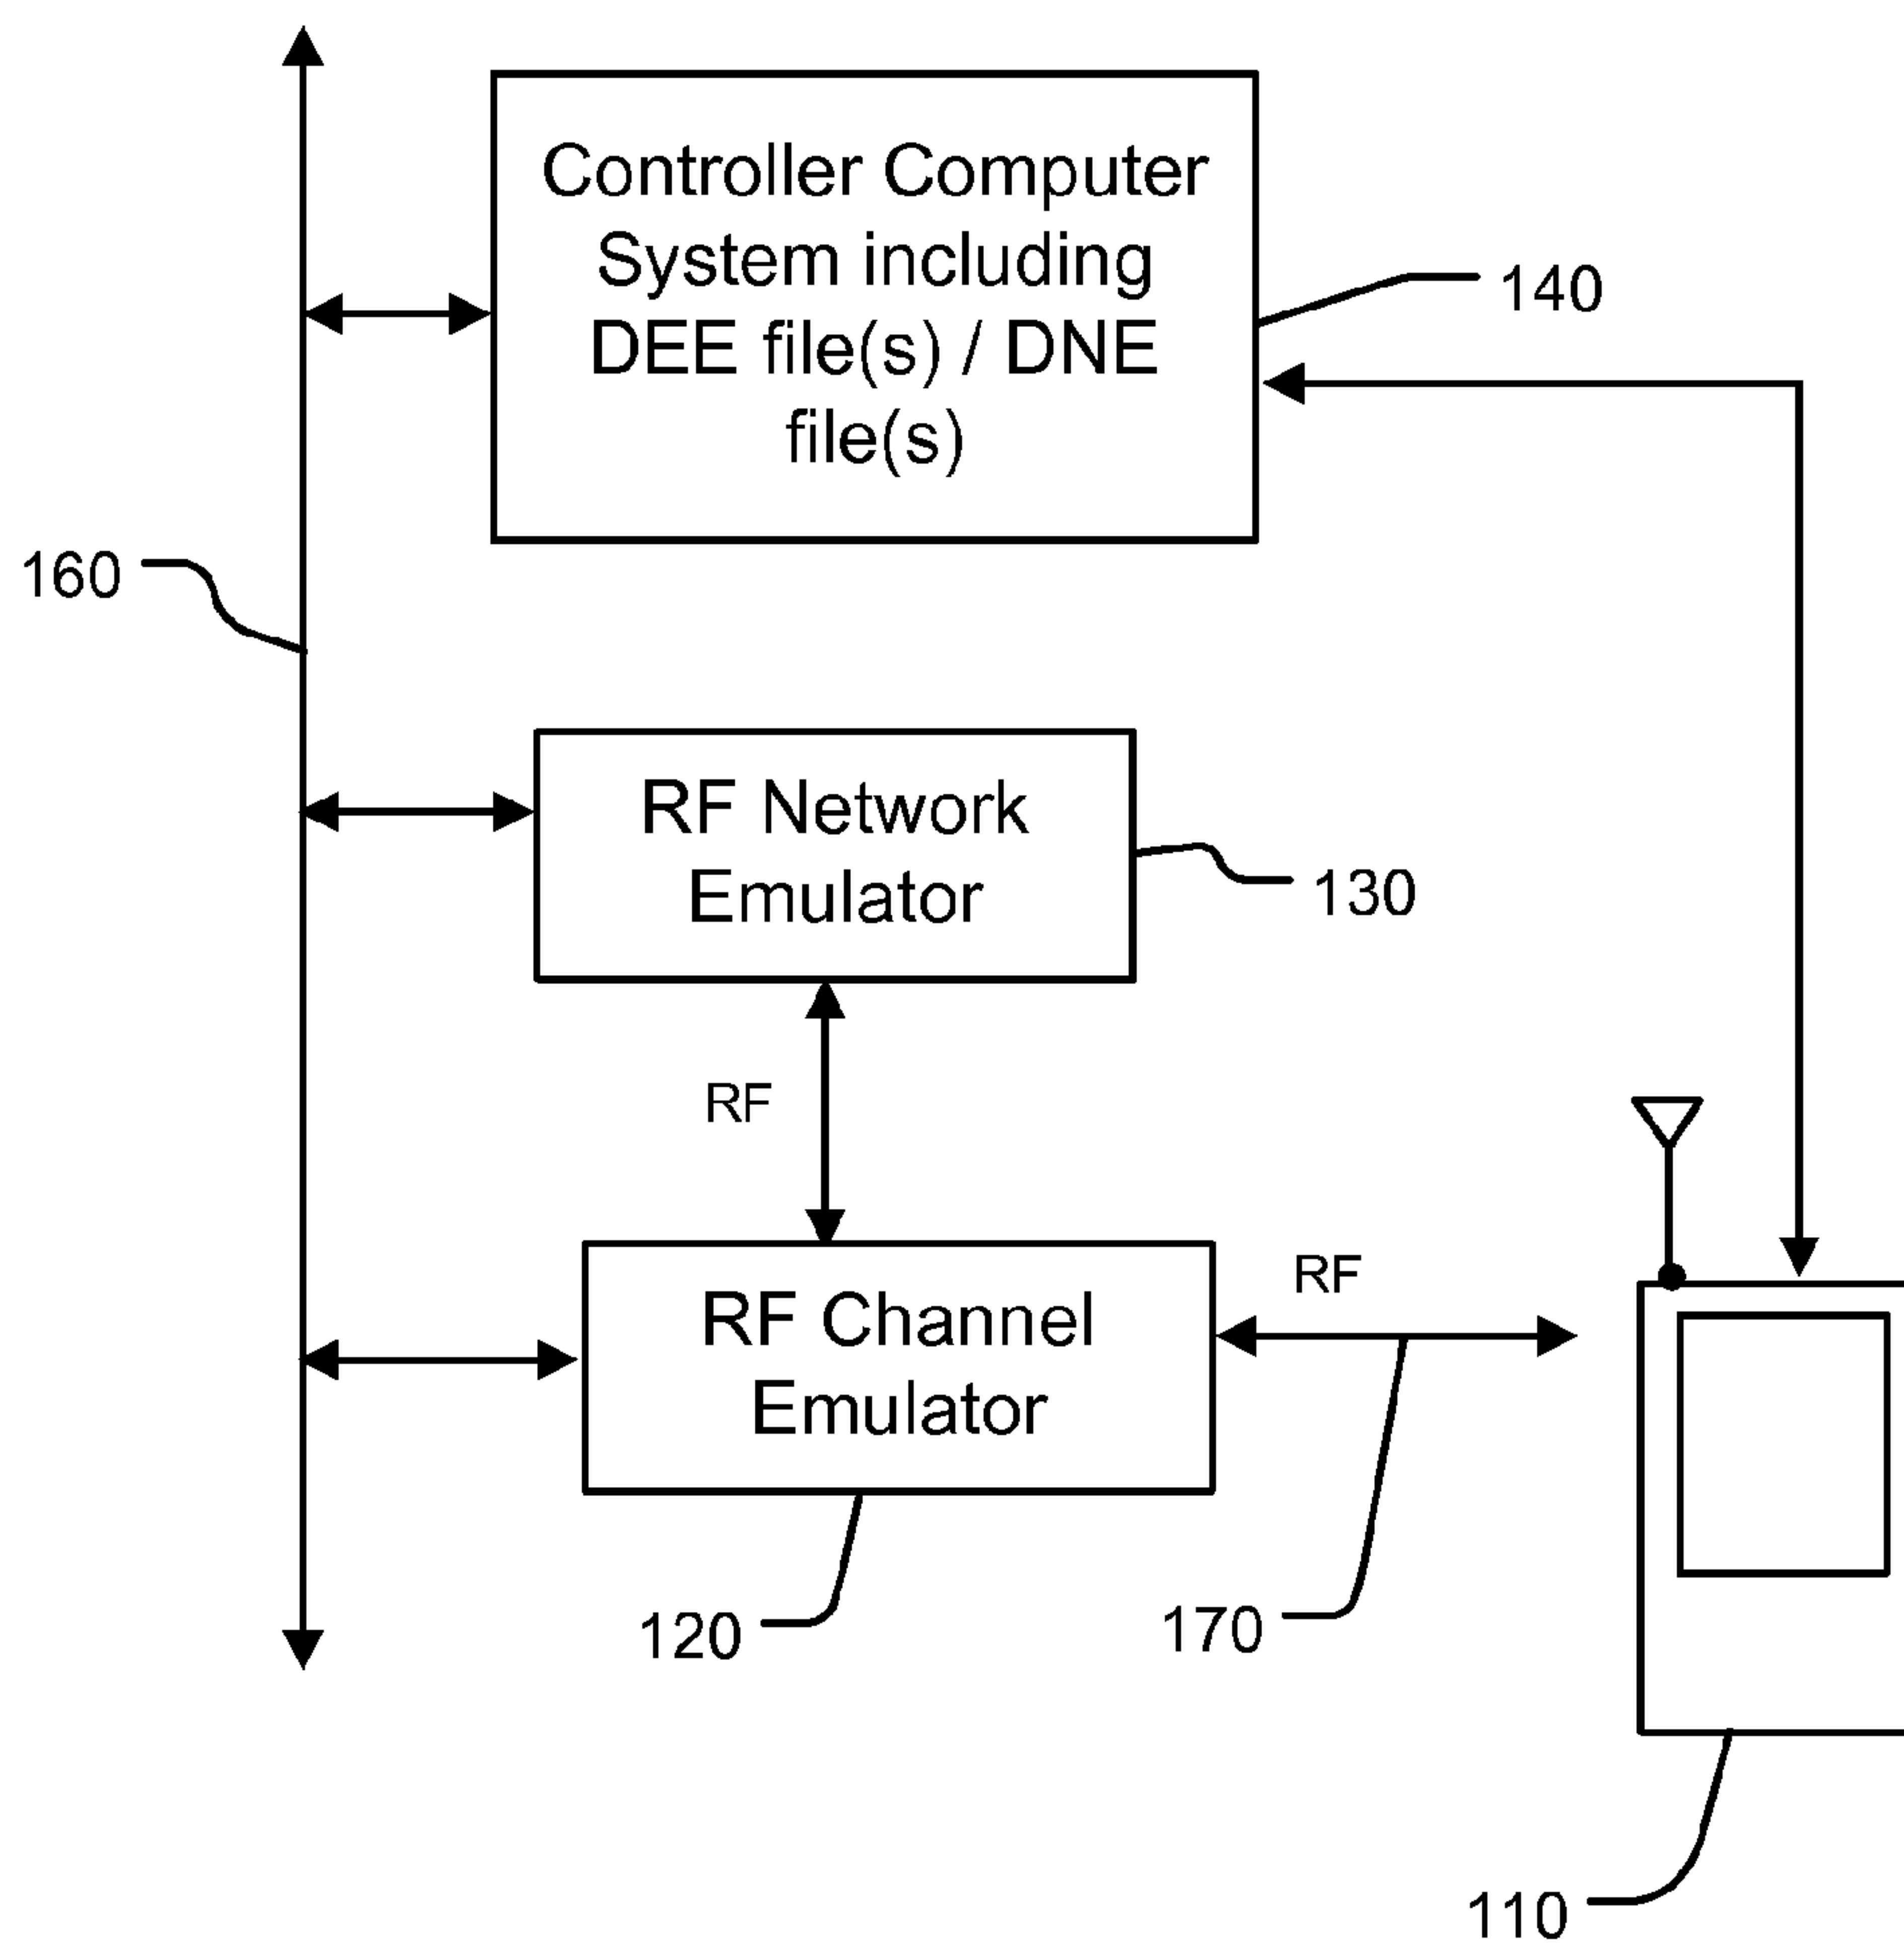 Controller Computer
System including
DEE file(s) / DNE
file(s)
140
160
RF Network
Emulator
130
RF
RF Channel
Emulator
RF
120
170
110